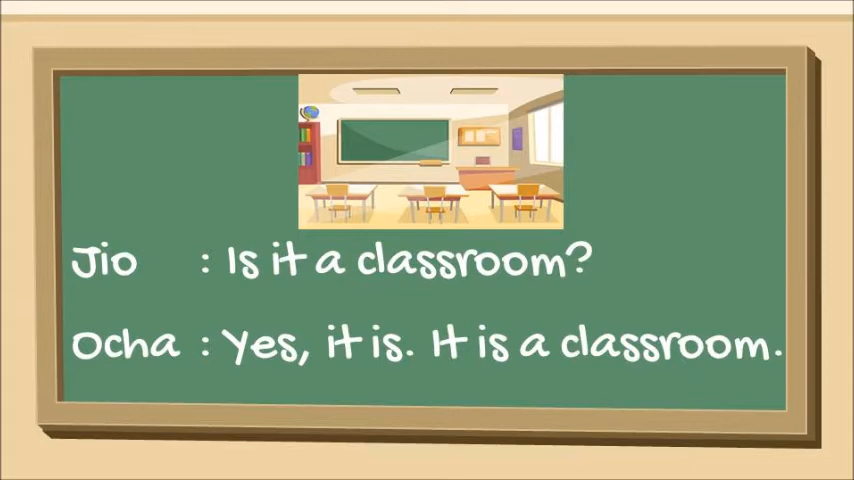 Jio : Is it a classroom?
Ocha : Yes, it is. It is a classroom.